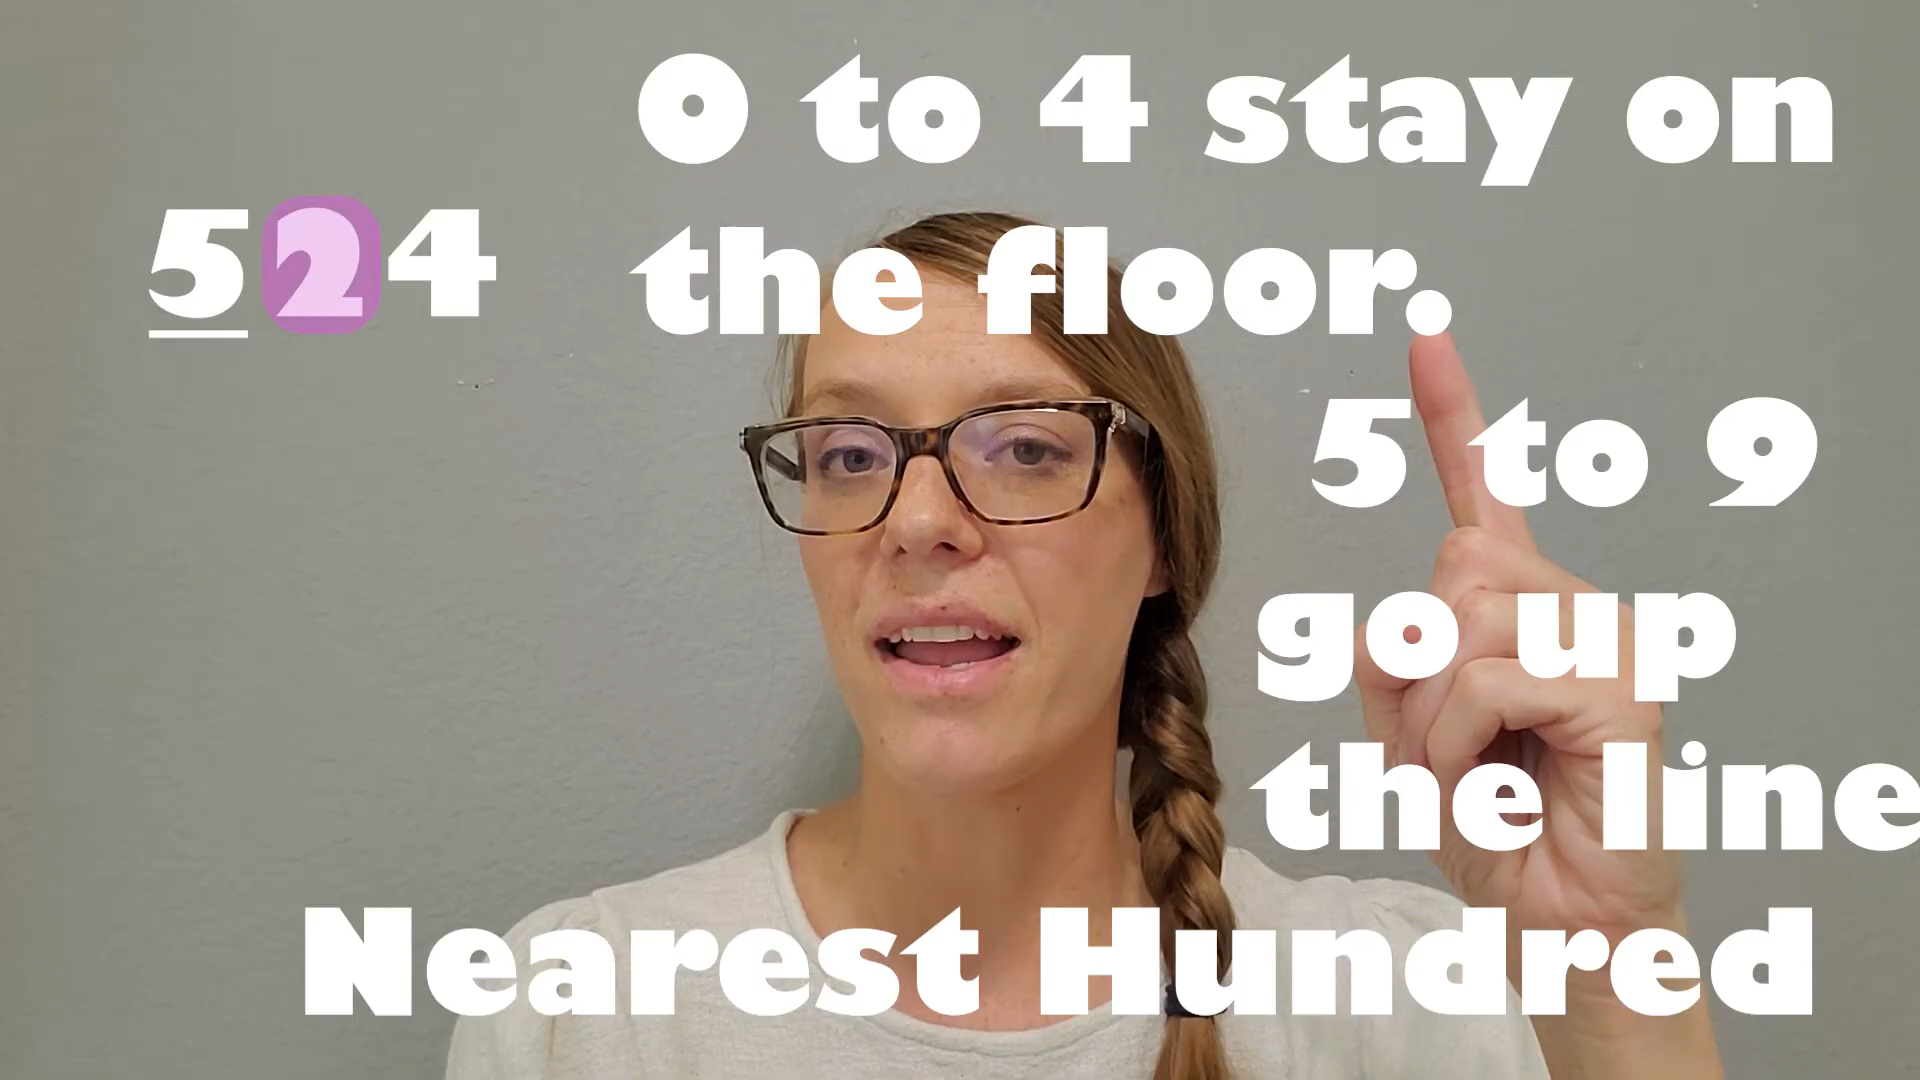 0 to 4 stay on
the floor.
524
5 to 9
go up
the line
Nearest Hundred